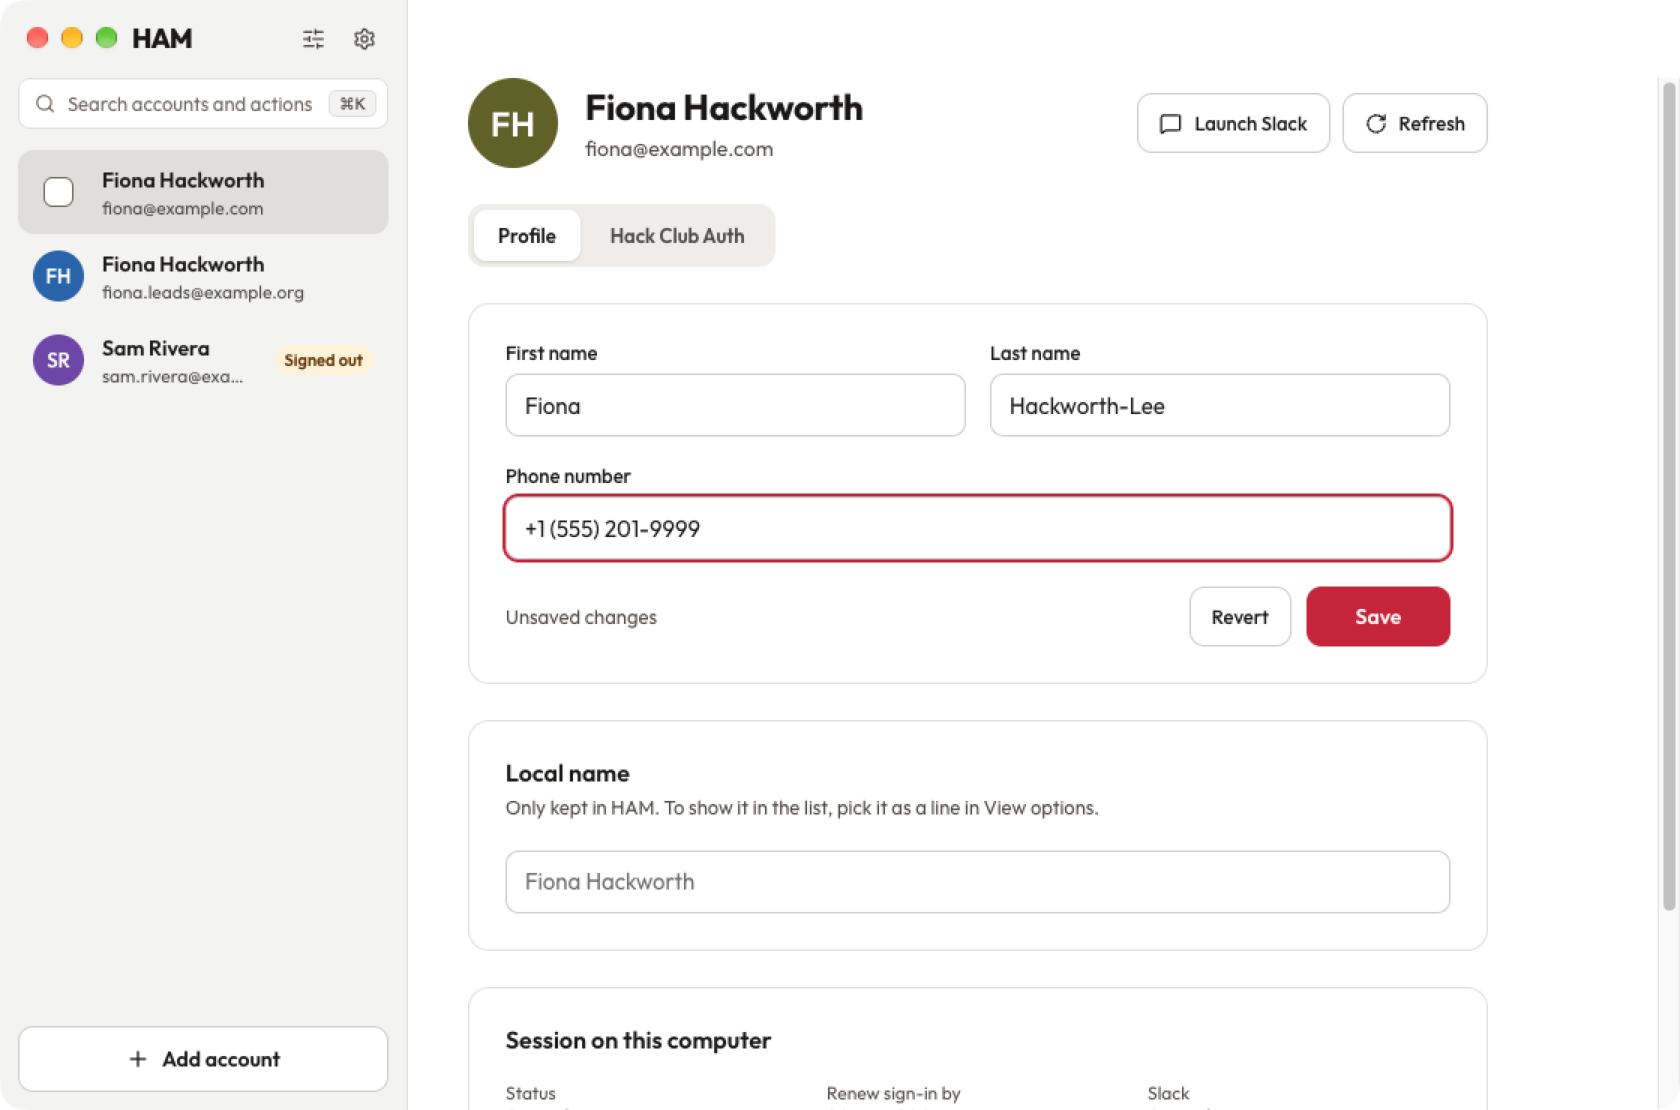 HAM
Search accounts and actions ⌘K
Fiona Hackworth
fiona@example.com
FH
Fiona Hackworth
fiona.leads@example.org
SR
Sam Rivera
sam.rivera@exa...
Signed out
+ Add account
FH
Fiona Hackworth
fiona@example.com
Launch Slack
Refresh
Profile
Hack Club Auth
First name
Last name
Fiona
Hackworth-Lee
Phone number
+1 (555) 201-9999
Unsaved changes
Revert
Save
Local name
Only kept in HAM. To show it in the list, pick it as a line in View options.
Fiona Hackworth
Session on this computer
Status
Renew sign-in by
Slack